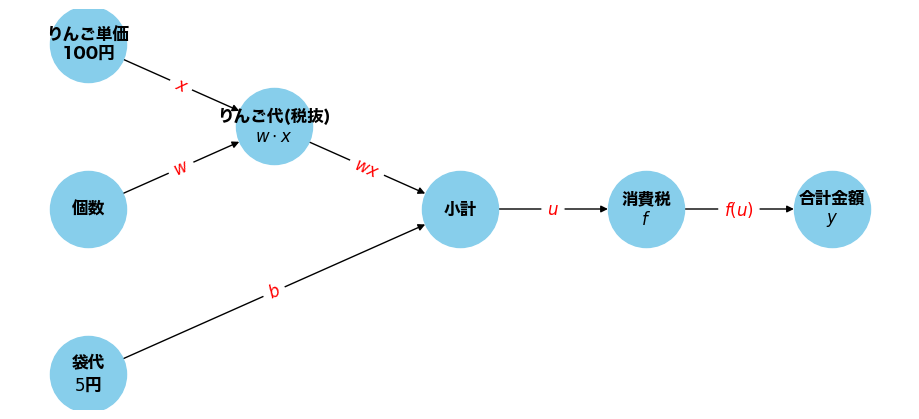 りんご単価
100円
x
りんご代(税抜)
w · x
w
wx
個数
小計
u
消費税
f
f(u)
合計金額
y
b
袋代
5円